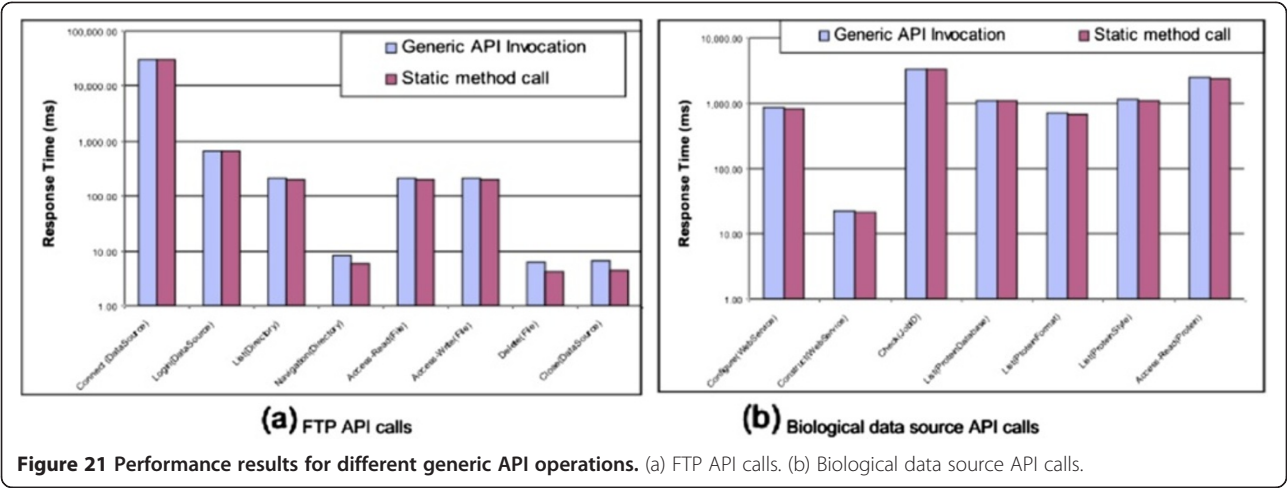 100,000.00
10,000.00
1,000.00
100.00
10.00
1.00
Response Time (ms)
Generic API Invocation
Static method call
Connect (DataSource)
Login(DataSource)
List(Directory)
Navigation(Directory)
Access-Read(File)
Access-Write(File)
Delete(File)
Close(DataSource)
(a) FTP API calls
10,000.00
1,000.00
100.00
10.00
1.00
Response Time (ms)
Generic API Invocation
Static method call
Configure(WebService)
Construct(WebService)
Check(JobID)
List(ProteinDatabase)
List(ProteinFormat)
List(ProteinStyle)
Access-Read(Protein)
(b) Biological data source API calls
Figure 21 Performance results for different generic API operations. (a) FTP API calls. (b) Biological data source API calls.